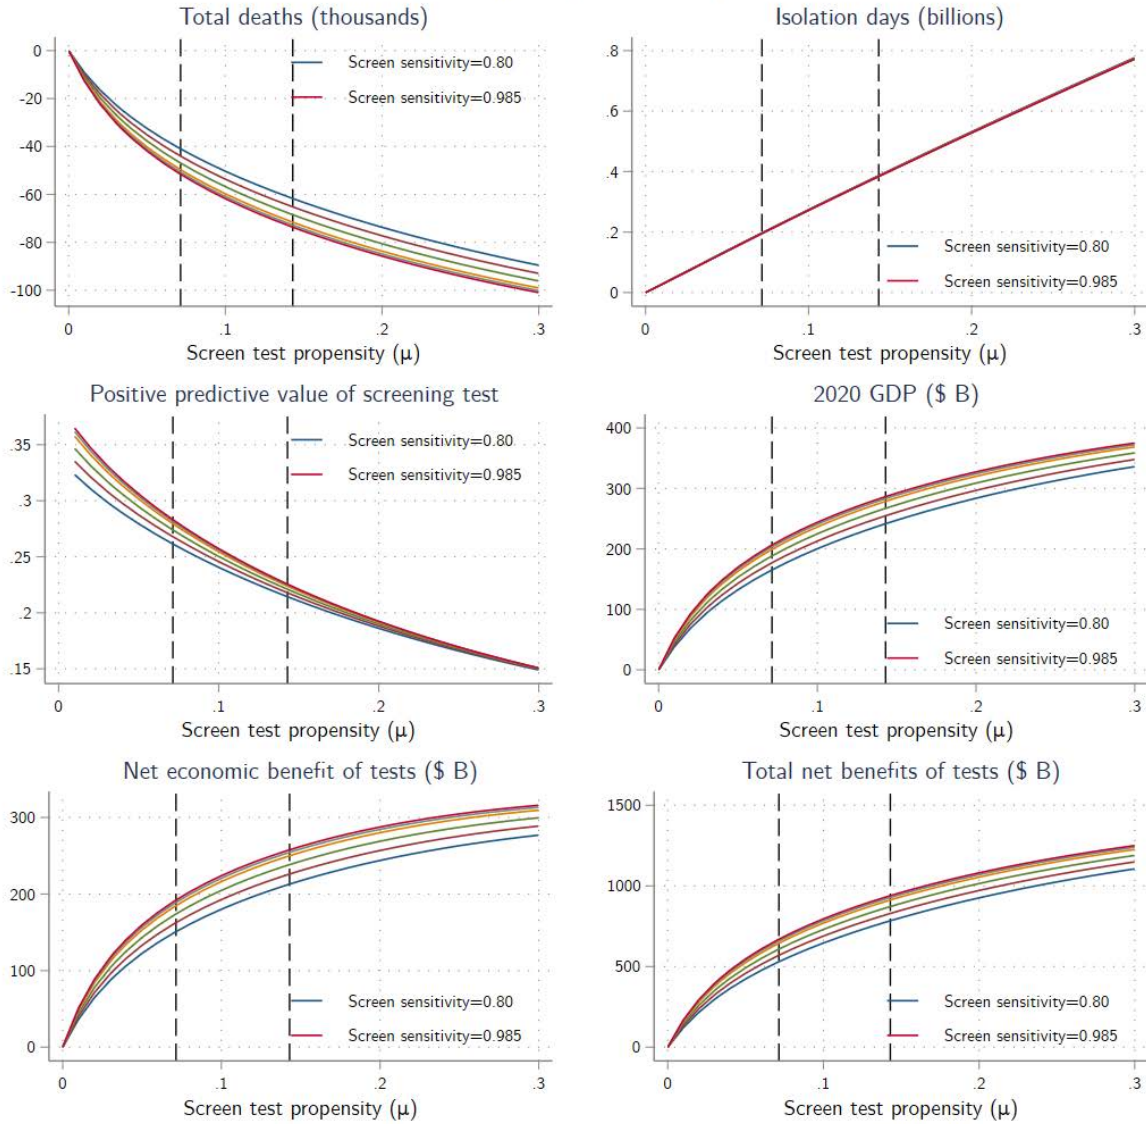 Total deaths (thousands)
0
-20
-40
-60
-80
-100
0 .1 .2 .3
Screen test propensity (μ)
Screen sensitivity=0.80
Screen sensitivity=0.985
Isolation days (billions)
.8
.6
.4
.2
0
0 .1 .2 .3
Screen test propensity (μ)
Screen sensitivity=0.80
Screen sensitivity=0.985
Positive predictive value of screening test
.35
.3
.25
.2
.15
0 .1 .2 .3
Screen test propensity (μ)
Screen sensitivity=0.80
Screen sensitivity=0.985
2020 GDP ($ B)
400
300
200
100
0
0 .1 .2 .3
Screen test propensity (μ)
Screen sensitivity=0.80
Screen sensitivity=0.985
Net economic benefit of tests ($ B)
300
200
100
0
0 .1 .2 .3
Screen test propensity (μ)
Screen sensitivity=0.80
Screen sensitivity=0.985
Total net benefits of tests ($ B)
1500
1000
500
0
0 .1 .2 .3
Screen test propensity (μ)
Screen sensitivity=0.80
Screen sensitivity=0.985